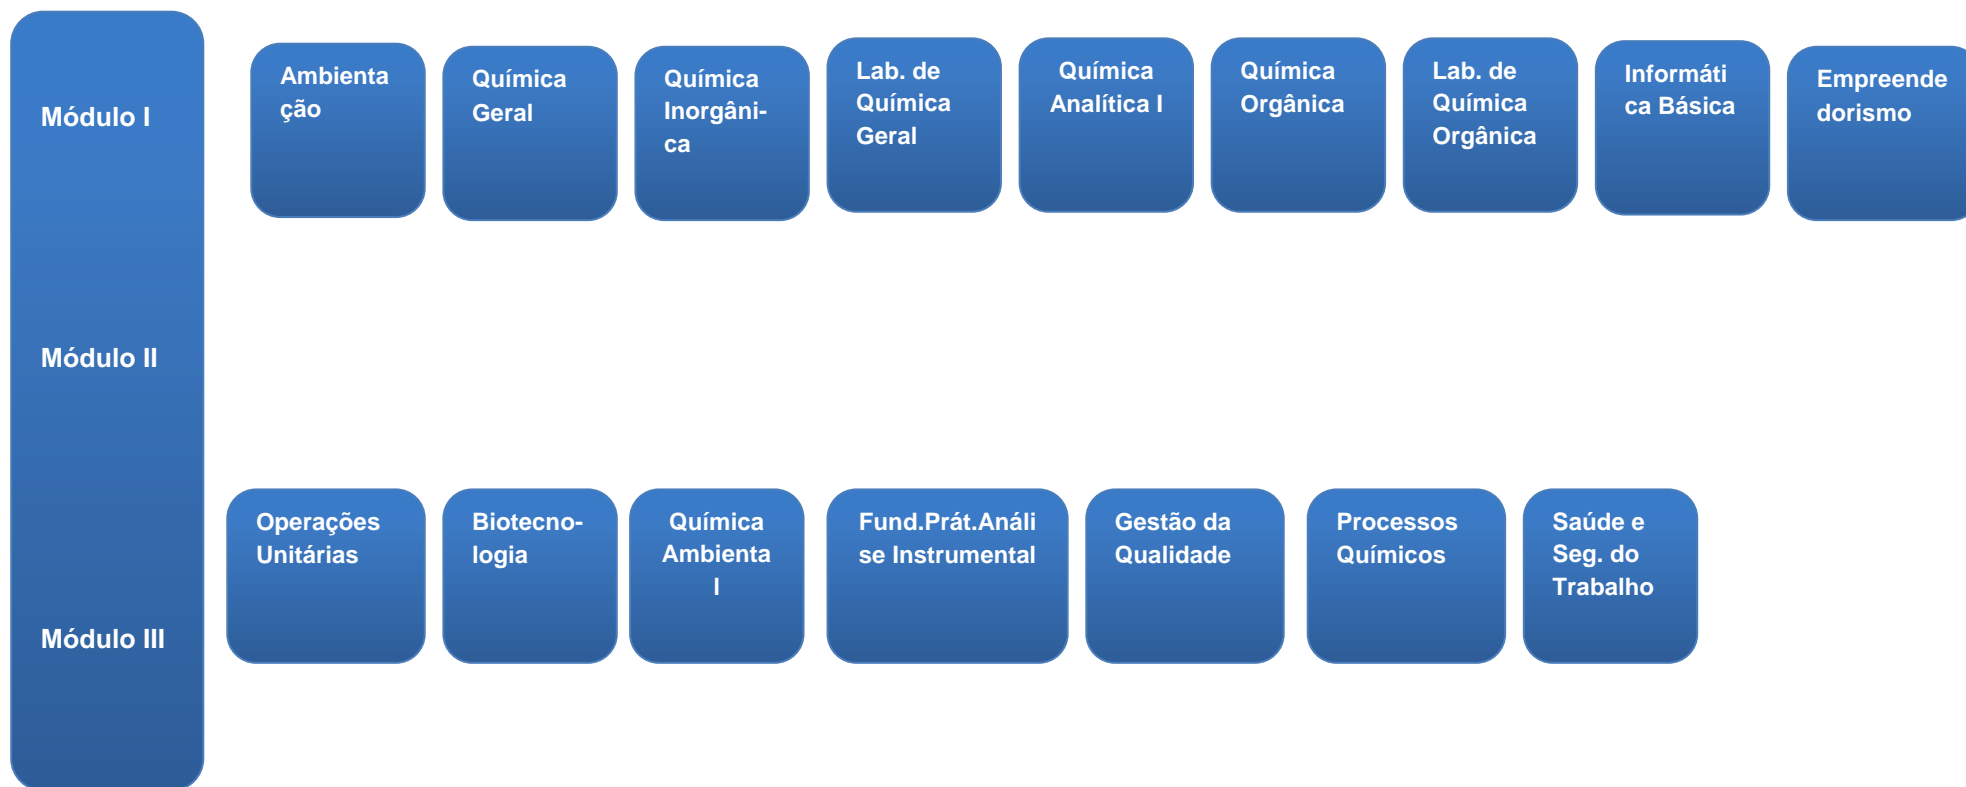 Módulo I
Ambienta
ção
Química
Geral
Química
Inorgâni-
ca
Lab. de
Química
Geral
Química
Analítica I
Química
Orgânica
Lab. de
Química
Orgânica
Informáti
ca Básica
Empreende
dorismo
Módulo II
Módulo III
Operações
Unitárias
Biotecno-
logia
Química
Ambienta
l
Fund.Prát.Análi
se Instrumental
Gestão da
Qualidade
Processos
Químicos
Saúde e
Seg. do
Trabalho